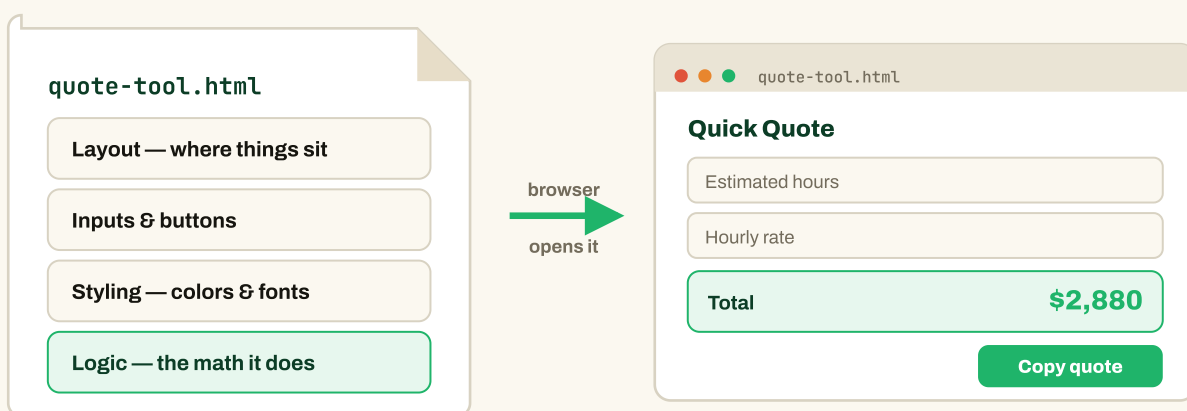 quote-tool.html
Layout — where things sit
Inputs & buttons
Styling — colors & fonts
Logic — the math it does
browser
opens it
quote-tool.html
Quick Quote
Estimated hours
Hourly rate
Total $2,880
Copy quote